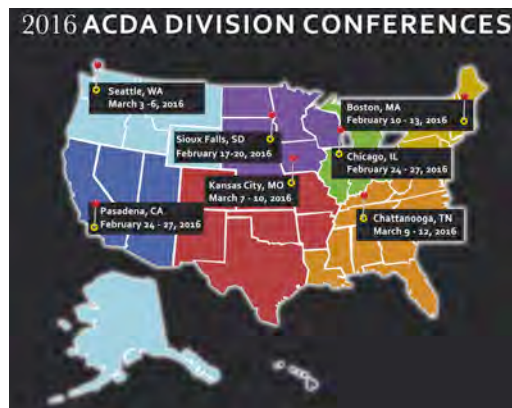 2016 ACDA DIVISION CONFERENCES
Seattle, WA
March 3 -6, 2016
Boston, MA
February 10 - 13, 2016
Sioux Falls, SD
February 17-20, 2016
Chicago, IL
February 24 - 27, 2016
Kansas City, MO
March 7 - 10, 2016
Pasadena, CA
February 24 - 27, 2016
Chattanooga, TN
March 9 - 12, 2016